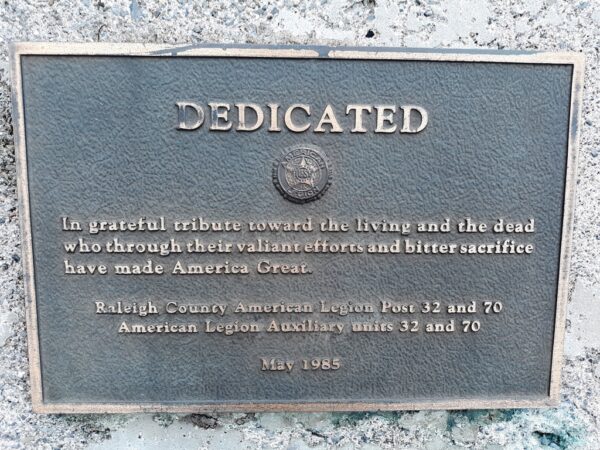 DEDICATED
In grateful tribute toward the living and the dead
who through their valiant efforts and bitter sacrifice
have made America Great.
Raleigh County American Legion Post 32 and 70
American Legion Auxiliary units 32 and 70
May 1985